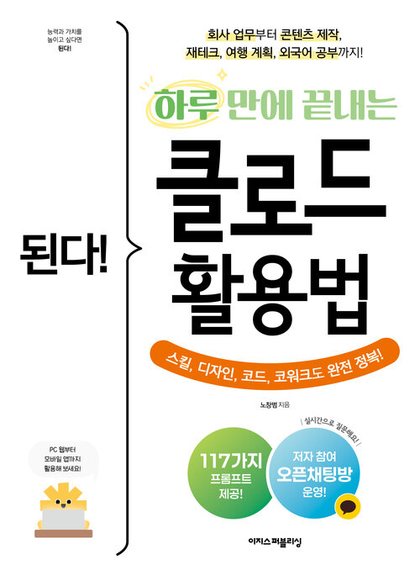 능력과 가치를
높이고 싶다면
된다!
회사 업무부터 콘텐츠 제작,
재테크, 여행 계획, 외국어 공부까지!
하루 만에 끝내는
클로드
활용법
된다!
스킬, 디자인, 코드, 코워크도 완전 정복!
노창범 지음
PC 웹부터
모바일 앱까지
활용해 보세요!
117가지
프롬프트
제공!
실시간으로 질문해요!
저자 참여
오픈채팅방
운영!
이지스퍼블리싱